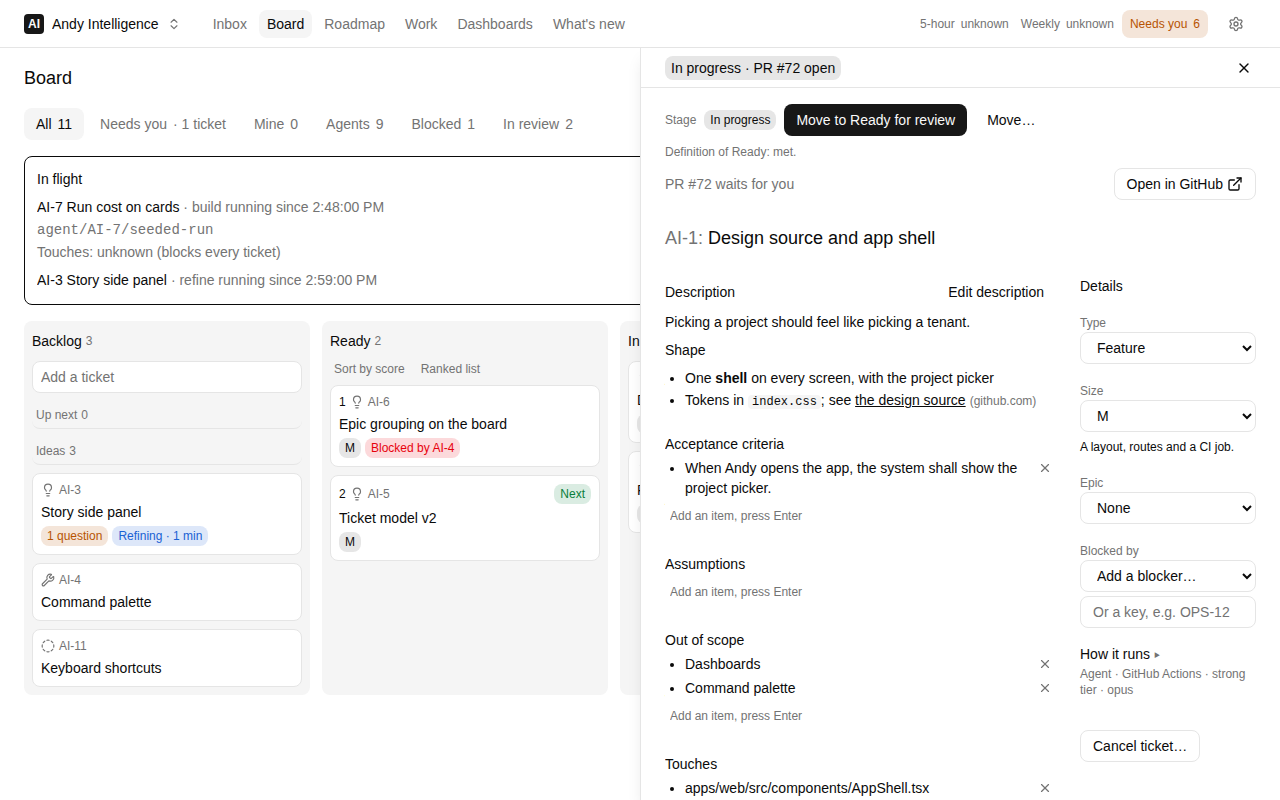 AI Andy Intelligence Inbox Board Roadmap Work Dashboards What's new 5-hour unknown Weekly unknown Needs you 6
Board
All 11 Needs you · 1 ticket Mine 0 Agents 9 Blocked 1 In review 2
In flight
AI-7 Run cost on cards · build running since 2:48:00 PM
agent/AI-7/seeded-run
Touches: unknown (blocks every ticket)
AI-3 Story side panel · refine running since 2:59:00 PM
Backlog 3
Add a ticket
Up next 0
Ideas 3
AI-3
Story side panel
1 question Refining · 1 min
AI-4
Command palette
AI-11
Keyboard shortcuts
Ready 2
Sort by score Ranked list
1 AI-6
Epic grouping on the board
M Blocked by AI-4
2 AI-5 Next
Ticket model v2
M
In progress · PR #72 open
Stage In progress Move to Ready for review Move…
Definition of Ready: met.
PR #72 waits for you Open in GitHub
AI-1: Design source and app shell
Description Edit description
Picking a project should feel like picking a tenant.
Shape
• One shell on every screen, with the project picker
• Tokens in index.css; see the design source (github.com)
Acceptance criteria
• When Andy opens the app, the system shall show the
project picker.
Add an item, press Enter
Assumptions
Add an item, press Enter
Out of scope
• Dashboards
• Command palette
Add an item, press Enter
Touches
• apps/web/src/components/AppShell.tsx
Details
Type
Feature
Size
M
A layout, routes and a CI job.
Epic
None
Blocked by
Add a blocker…
Or a key, e.g. OPS-12
How it runs ▸
Agent · GitHub Actions · strong
tier · opus
Cancel ticket…